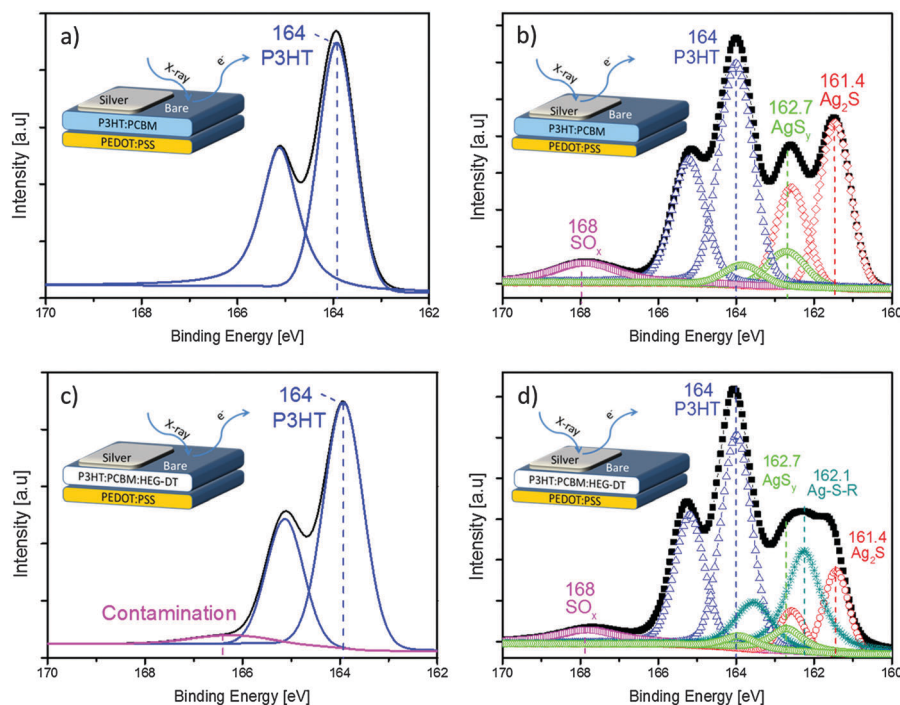 a)
164
P3HT
X-ray
e-
Silver
Bare
P3HT:PCBM
PEDOT:PSS
Intensity [a.u]
170 168 166 164 162
Binding Energy [eV]
b)
164
P3HT
161.4
Ag2S
162.7
AgSy
168
SOx
X-ray
e-
Silver
Bare
P3HT:PCBM
PEDOT:PSS
Intensity [a.u]
170 168 166 164 162 160
Binding Energy [eV]
c)
164
P3HT
X-ray
e-
Silver
Bare
P3HT:PCBM:HEG-DT
PEDOT:PSS
Contamination
Intensity [a.u]
170 168 166 164 162
Binding Energy [eV]
d)
164
P3HT
162.7
AgSy
162.1
Ag-S-R
161.4
Ag2S
168
SOx
X-ray
e-
Silver
Bare
P3HT:PCBM:HEG-DT
PEDOT:PSS
Intensity [a.u]
170 168 166 164 162 160
Binding Energy [eV]